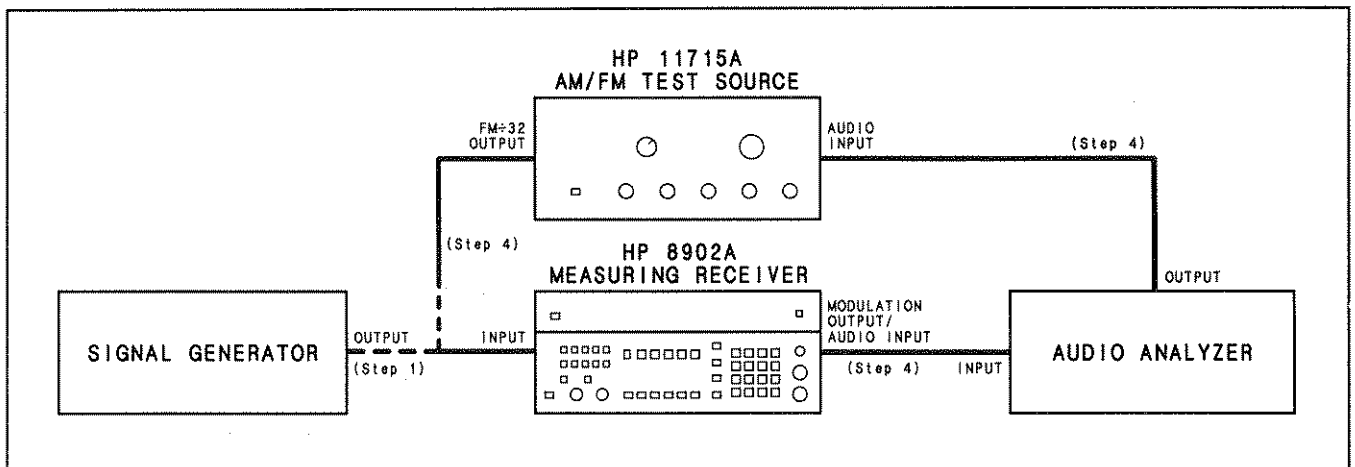 HP 11715A
AM/FM TEST SOURCE
FM÷32
OUTPUT
AUDIO
INPUT
(Step 4)
(Step 4)
HP 8902A
MEASURING RECEIVER
OUTPUT
SIGNAL GENERATOR
OUTPUT
(Step 1)
INPUT
MODULATION
OUTPUT/
AUDIO INPUT
(Step 4)
INPUT
AUDIO ANALYZER